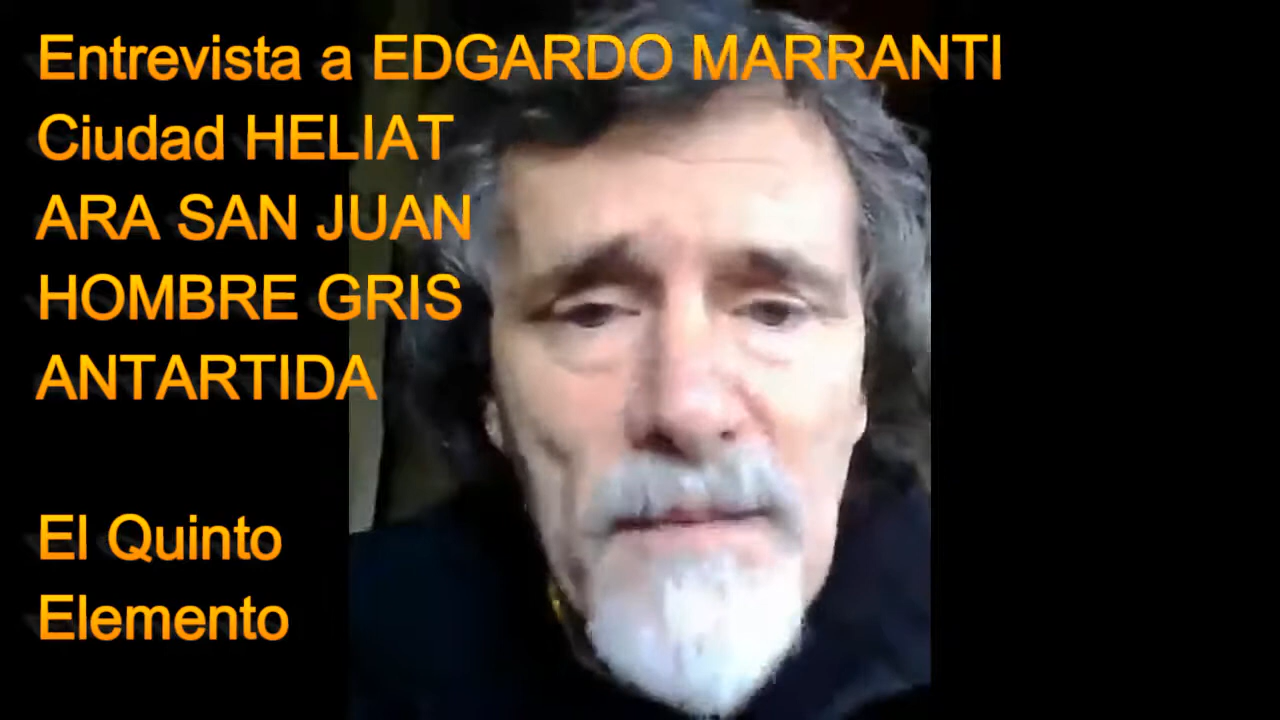 Entrevista a EDGARDO MARRANTI
Ciudad HELIAT
ARA SAN JUAN
HOMBRE GRIS
ANTARTIDA
El Quinto
Elemento